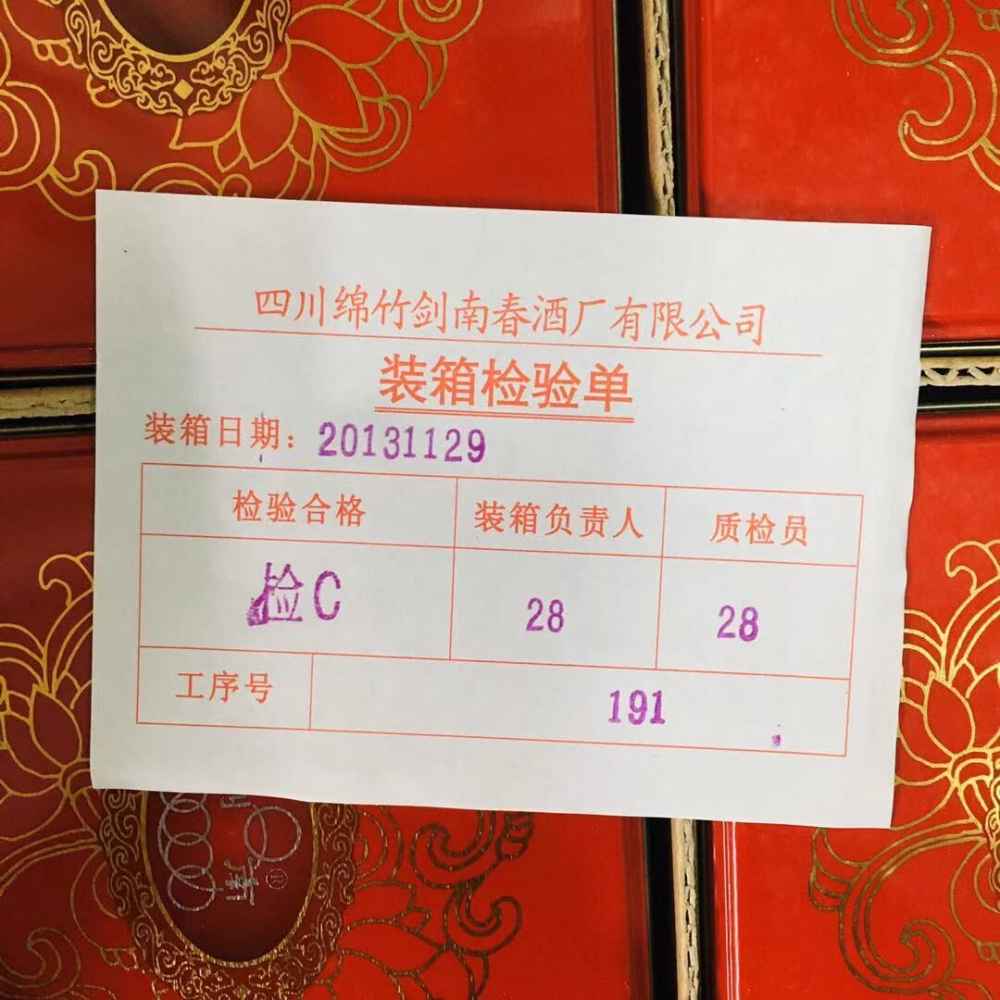 四川绵竹剑南春酒厂有限公司
装箱检验单
装箱日期：20131129
检验合格 装箱负责人 质检员
检C 28 28
工序号 191